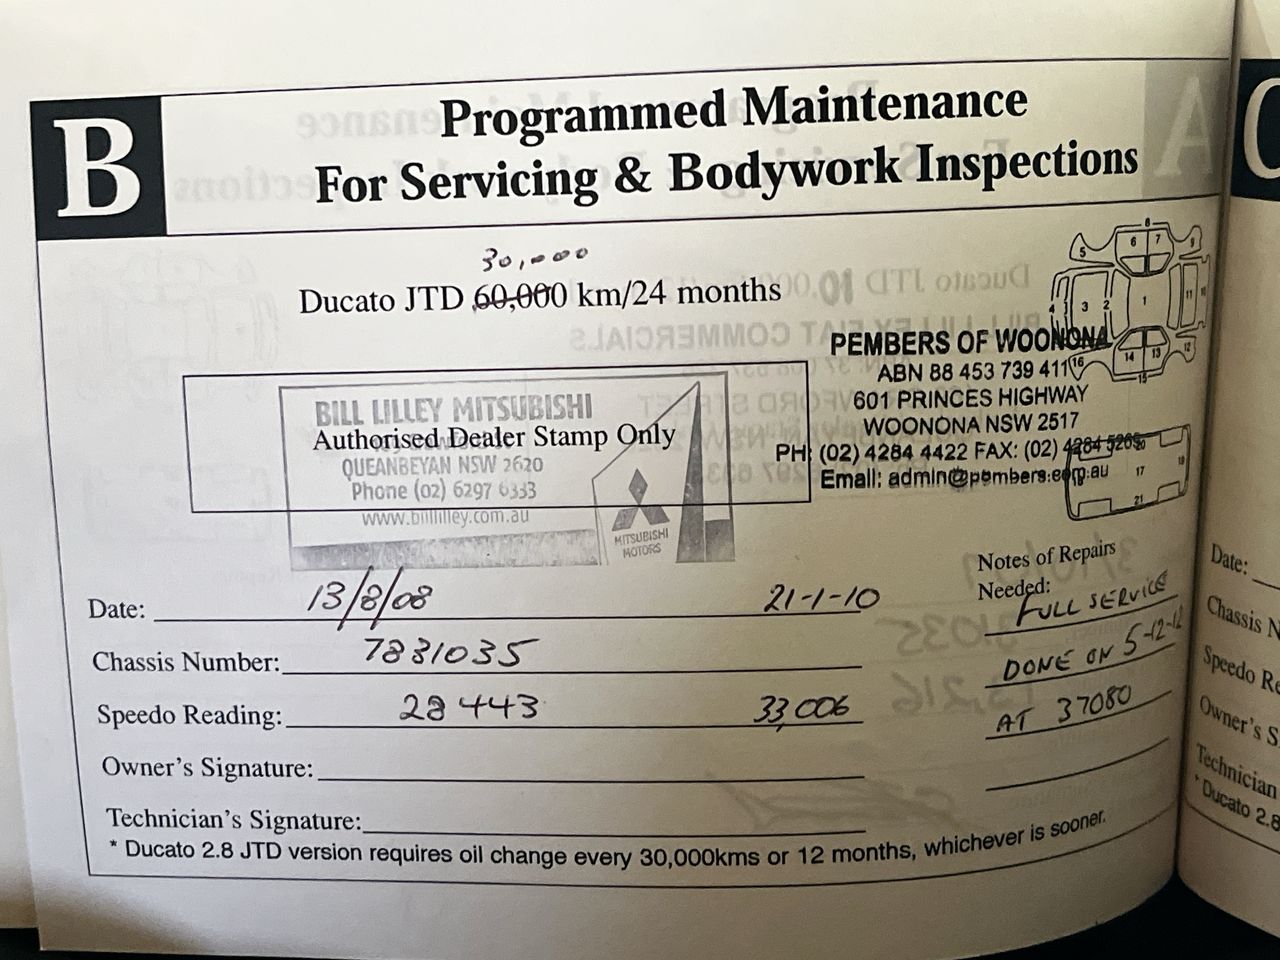 B
Programmed Maintenance
For Servicing & Bodywork Inspections
30,000
Ducato JTD 60,000 km/24 months
BILL LILLEY MITSUBISHI
Authorised Dealer Stamp Only
QUEANBEYAN NSW 2620
Phone (02) 6297 6333
www.billlilley.com.au
MITSUBISHI
MOTORS
PEMBERS OF WOONONA
ABN 88 453 739 411
601 PRINCES HIGHWAY
WOONONA NSW 2517
PH: (02) 4284 4422 FAX: (02) 4284 5265
Email: admin@pembers.com.au
Date: 13/8/08 21-1-10
Chassis Number: 7831035
Speedo Reading: 28443 33,006
Owner's Signature:
Technician's Signature:
* Ducato 2.8 JTD version requires oil change every 30,000kms or 12 months, whichever is sooner.
Notes of Repairs
Needed:
FULL SERVICE
DONE ON 5-12-12
AT 37080
C
Date:
Chassis N
Speedo Re
Owner's S
Technician
* Ducato 2.8